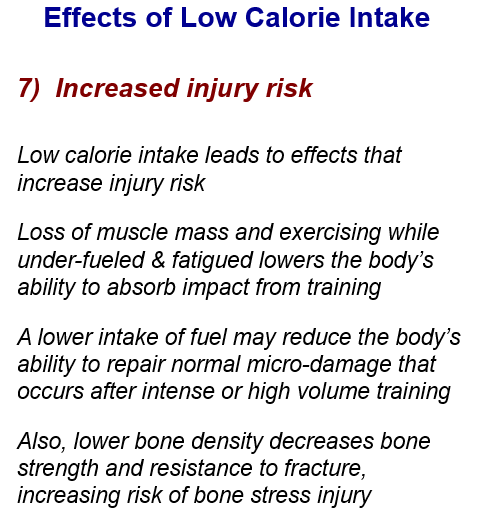 Effects of Low Calorie Intake
7)  Increased injury risk
Low calorie intake leads to effects that
increase injury risk
Loss of muscle mass and exercising while
under-fueled & fatigued lowers the body’s
ability to absorb impact from training
A lower intake of fuel may reduce the body’s
ability to repair normal micro-damage that
occurs after intense or high volume training
Also, lower bone density decreases bone
strength and resistance to fracture,
increasing risk of bone stress injury